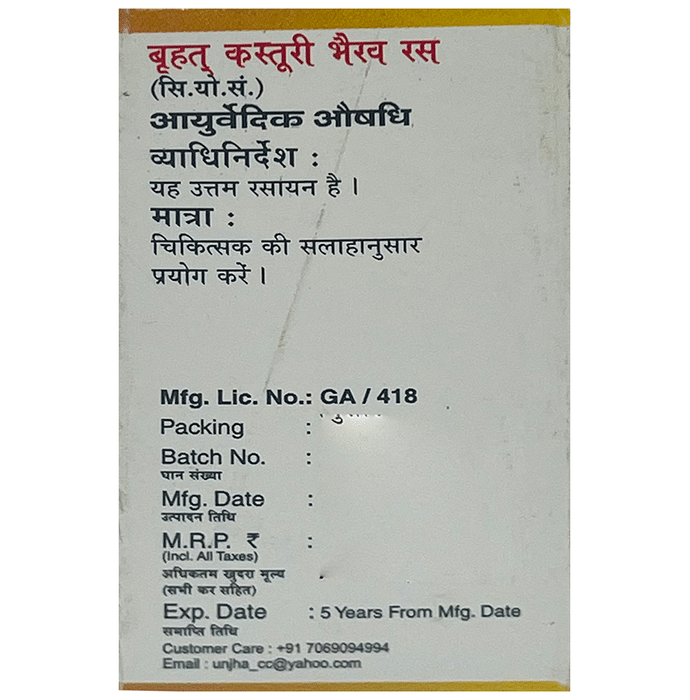 बृहत् कस्तूरी भैरव रस
(सि.यो.सं.)
आयुर्वेदिक औषधि
व्याधिनिर्देश :
यह उत्तम रसायन है ।
मात्रा :
चिकित्सक की सलाहानुसार
प्रयोग करें ।
Mfg. Lic. No.: GA / 418
Packing :
Batch No. :
घान संख्या
Mfg. Date :
उत्पादन तिथि
M.R.P. ₹ :
(Incl. All Taxes)
अधिकतम खुदरा मूल्य
(सभी कर सहित)
Exp. Date : 5 Years From Mfg. Date
समाप्ति तिथि
Customer Care : +91 7069094994
Email : unjha_cc@yahoo.com